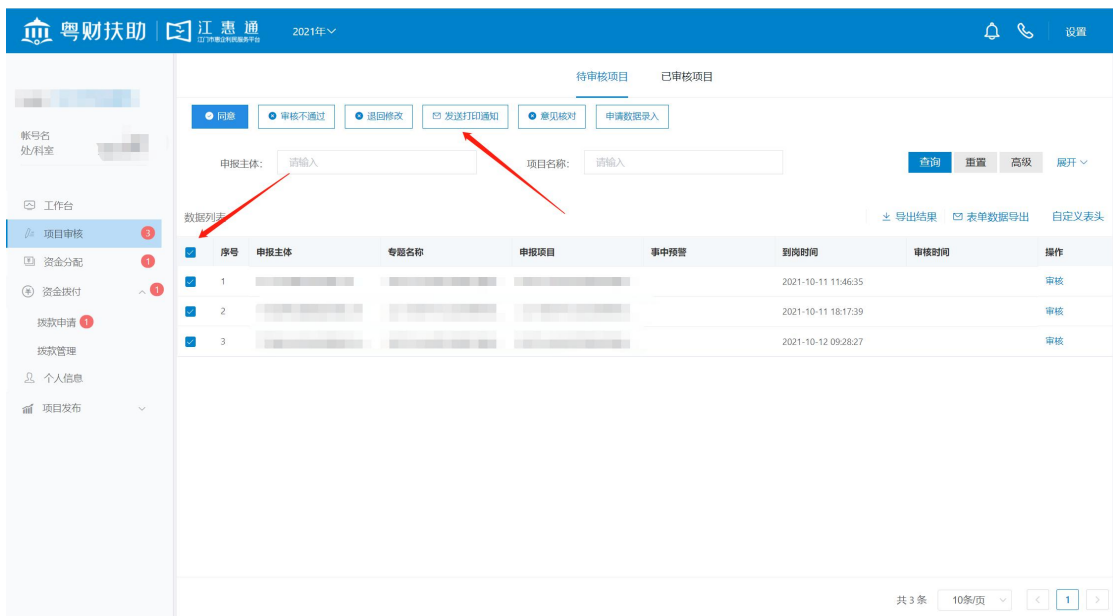 粤财扶助 江惠通 2021年 设置
江门市惠企利民服务平台
待审核项目 已审核项目
同意 审核不通过 退回修改 发送打印通知 意见核对 申请数据录入
帐号名
处/科室
申报主体： 请输入 项目名称： 请输入 查询 重置 高级 展开
工作台
项目审核 3
资金分配 1
资金拨付 1
拨款申请 1
拨款管理
个人信息
项目发布
数据列表 导出结果 表单数据导出 自定义表头
序号 申报主体 专题名称 申报项目 事中预警 到岗时间 审核时间 操作
1 2021-10-11 11:46:35 审核
2 2021-10-11 18:17:39 审核
3 2021-10-12 09:28:27 审核
共 3 条 10条/页 < 1 >